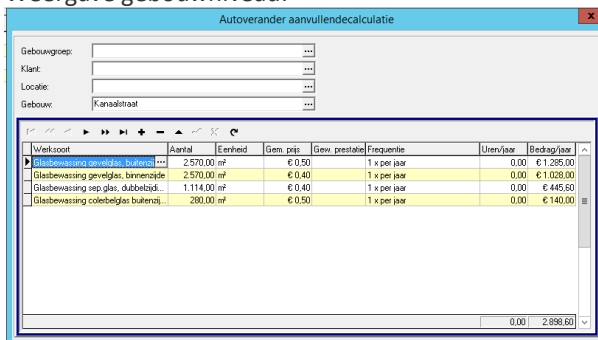 Weergave gebouwniveau
Autoverander aanvullendecalculatie
Gebouwgroep:
Klant:
Locatie:
Gebouw: Kanaalstraat
Werksoort Aantal Eenheid Gem. prijs Gew. prestatie Frequentie Uren/jaar Bedrag/jaar
Glasbewassing gevelglas, buitenzi ... 2.570,00 m² € 0,50 1 x per jaar 0,00 € 1.285,00
Glasbewassing gevelglas, binnenzijde 2.570,00 m² € 0,40 1 x per jaar 0,00 € 1.028,00
Glasbewassing sep.glas, dubbelzijdi... 1.114,00 m² € 0,40 1 x per jaar 0,00 € 445,60
Glasbewassing colerbelglas buitenzij... 280,00 m² € 0,50 1 x per jaar 0,00 € 140,00
0,00 2.898,60